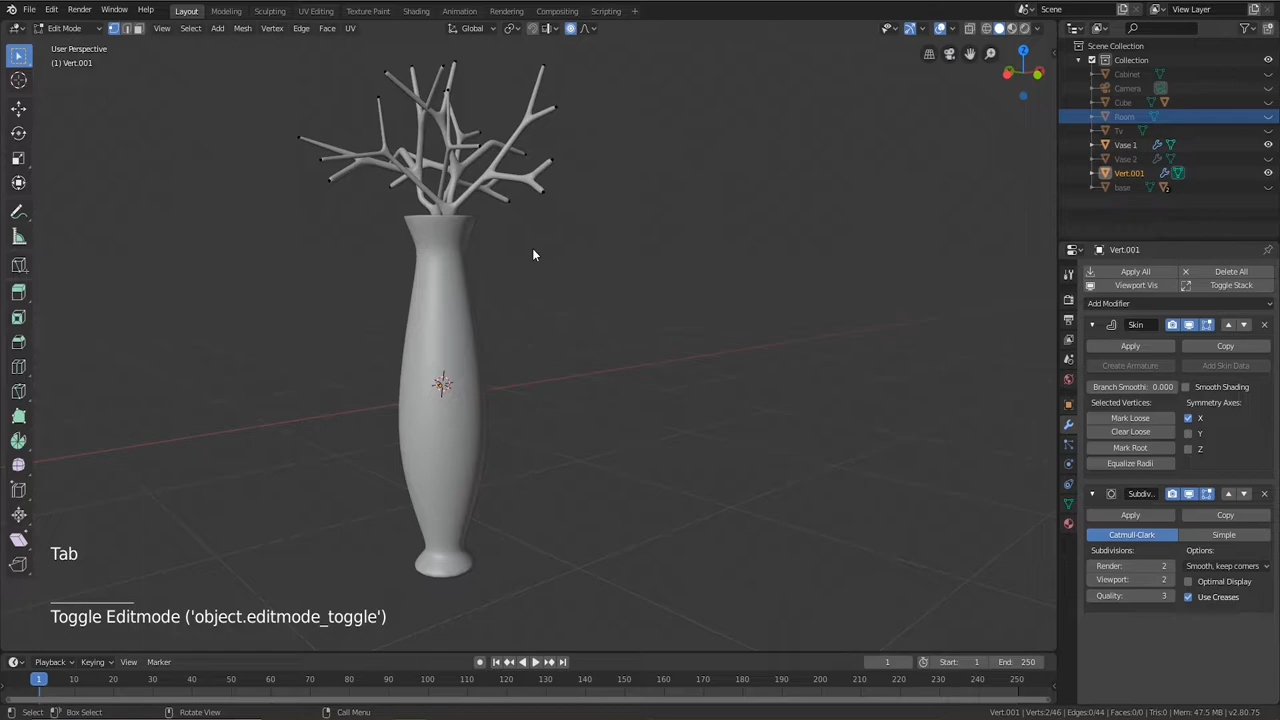 File Edit Render Window Help Layout Modeling Sculpting UV Editing Texture Paint Shading Animation Rendering Compositing Scripting + Scene View Layer
Edit Mode View Select Add Mesh Vertex Edge Face UV Global
User Perspective
(1) Vert.001
Z
Scene Collection
Collection
Cabinet
Camera
Cube
Room
Tv
Vase 1
Vase 2
Vert.001
base
Vert.001
Apply All Delete All
Viewport Vis Toggle Stack
Add Modifier
Skin
Apply Copy
Create Armature Add Skin Data
Branch Smoothi: 0.000 Smooth Shading
Selected Vertices: Symmetry Axes:
Mark Loose X
Clear Loose Y
Mark Root Z
Equalize Radii
Subdiv..
Apply Copy
Catmull-Clark Simple
Subdivisions: Options:
Render: 2 Smooth, keep corners
Viewport: 2 Optimal Display
Quality: 3 Use Creases
Tab
Toggle Editmode ('object.editmode_toggle')
Playback Keying View Marker 1 Start: 1 End: 250
1 10 20 30 40 50 60 70 80 90 100 110 120 130 140 150 160 170 180 190 200 210 220 230 240 250
Select Box Select Rotate View Call Menu Vert.001 | Verts:2/46 | Edges:0/44 | Faces:0/0 | Tris:0 | Mem: 47.5 MB | v2.80.75